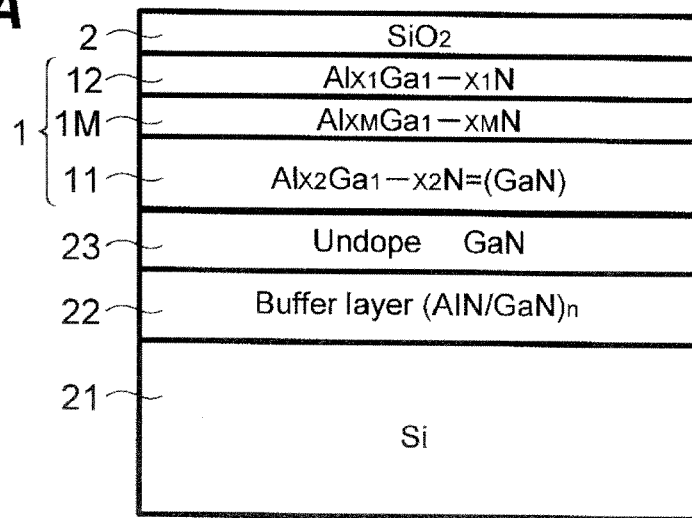 A
2 SiO2
12 Alx1Ga1-x1N
1 1M AlxMGa1-xMN
11 Alx2Ga1-x2N=(GaN)
23 Undope GaN
22 Buffer layer (AlN/GaN)n
21 Si